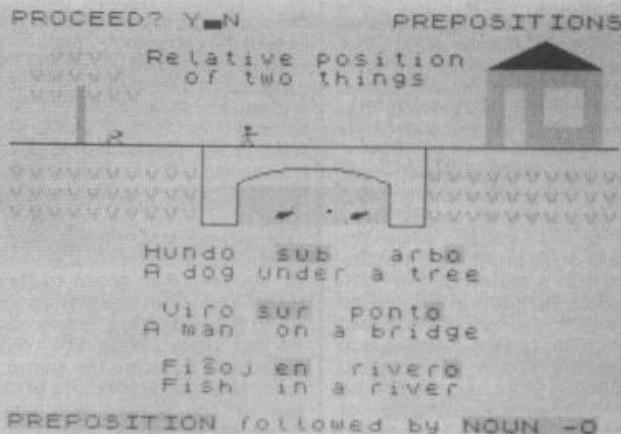 PROCEED? Y N PREPOSITIONS
Relative position
of two things
Hundo sub arbo
A dog under a tree
Viro sur ponto
A man on a bridge
Fiŝoj en rivero
Fish in a river
PREPOSITION followed by NOUN -O